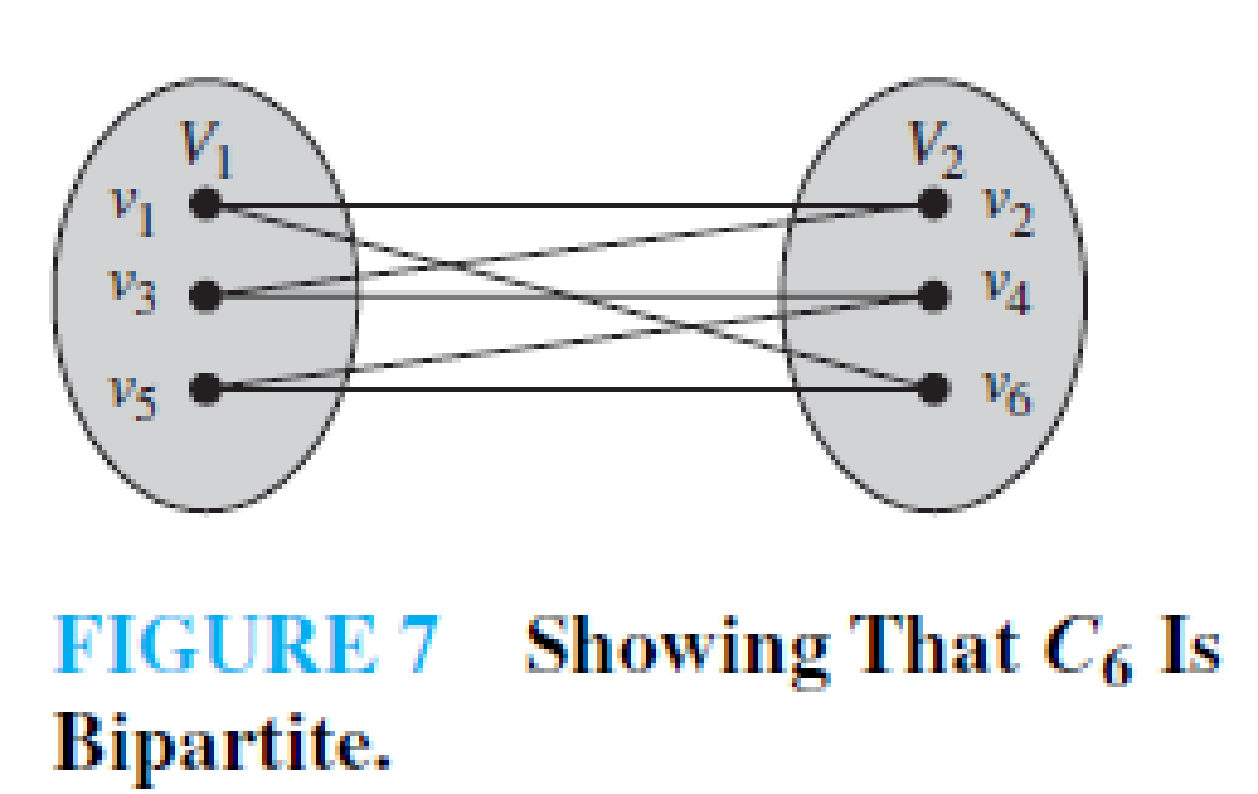 V₁ V₂
v₁ v₂
v₃ v₄
v₅ v₆
FIGURE 7 Showing That C₆ Is
Bipartite.